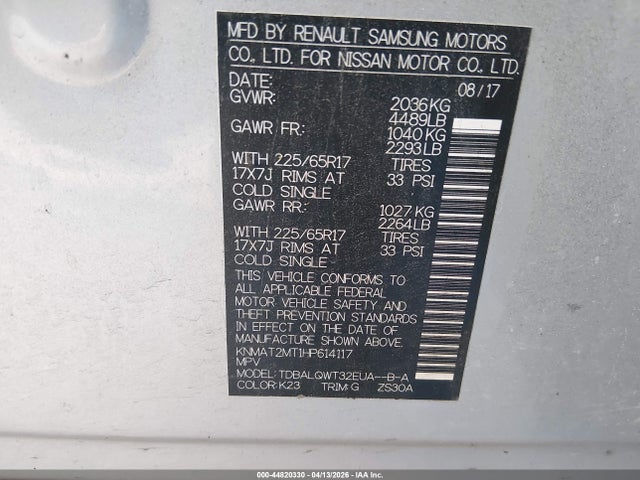 MFD BY RENAULT SAMSUNG MOTORS
CO., LTD. FOR NISSAN MOTOR CO., LTD.
DATE: 08/17
GVWR: 2036KG
4489LB
GAWR FR: 1040KG
2293LB
WITH 225/65R17 TIRES
17X7J RIMS AT 33 PSI
COLD SINGLE
GAWR RR: 1027KG
2264LB
WITH 225/65R17 TIRES
17X7J RIMS AT 33 PSI
COLD SINGLE
THIS VEHICLE CONFORMS TO
ALL APPLICABLE FEDERAL
MOTOR VEHICLE SAFETY AND
THEFT PREVENTION STANDARDS
IN EFFECT ON THE DATE OF
MANUFACTURE SHOWN ABOVE.
KNMAT2MT1HP614117
MPV
MODEL: TDBALQWT32EUA--B-A
COLOR: K23 TRIM: G ZS30A
000-44820330 - 04/13/2026 - IAA Inc.